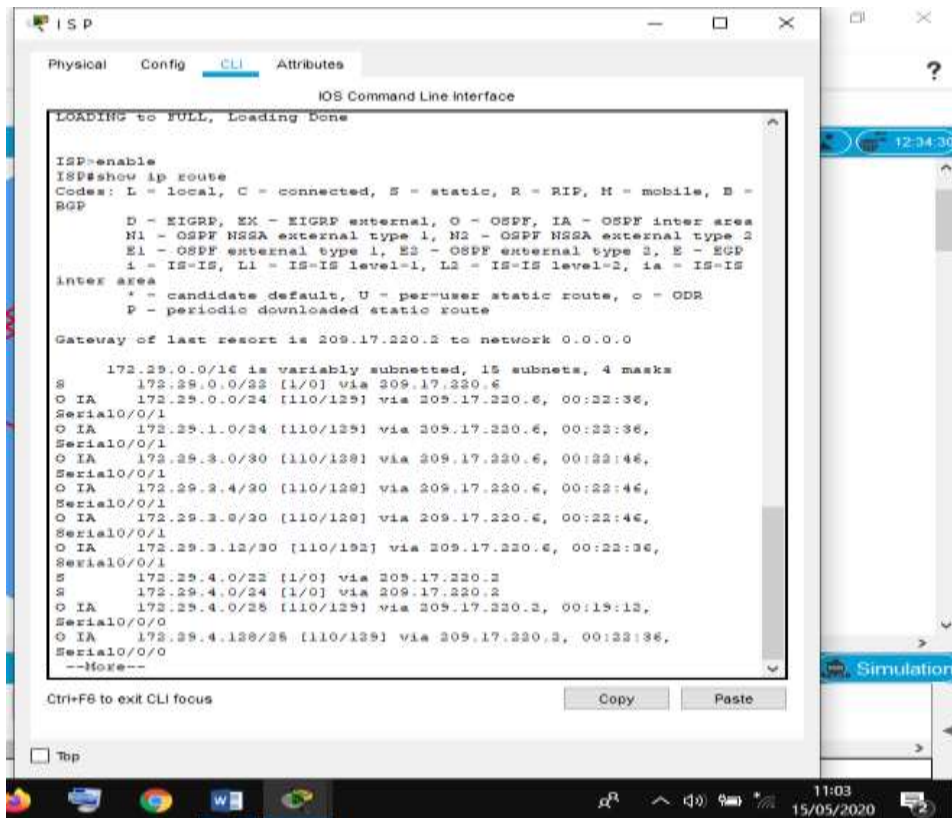 ISP
Physical Config CLI Attributes
?
IOS Command Line Interface
LOADING to FULL, Loading Done
12:34:30
ISP>enable
ISP#show ip route
Codes: L - local, C - connected, S - static, R - RIP, M - mobile, B -
BGP
D - EIGRP, EX - EIGRP external, O - OSPF, IA - OSPF inter area
N1 - OSPF NSSA external type 1, N2 - OSPF NSSA external type 2
E1 - OSPF external type 1, E2 - OSPF external type 2, E - EGP
i - IS-IS, L1 - IS-IS level-1, L2 - IS-IS level-2, ia - IS-IS
inter area
* - candidate default, U - per-user static route, o - ODR
P - periodic downloaded static route
Gateway of last resort is 209.17.220.2 to network 0.0.0.0
172.29.0.0/16 is variably subnetted, 15 subnets, 4 masks
S 172.29.0.0/22 [1/0] via 209.17.220.6
O IA 172.29.0.0/24 [110/129] via 209.17.220.6, 00:22:36,
Serial0/0/1
O IA 172.29.1.0/24 [110/129] via 209.17.220.6, 00:22:36,
Serial0/0/1
O IA 172.29.3.0/30 [110/128] via 209.17.220.6, 00:22:46,
Serial0/0/1
O IA 172.29.3.4/30 [110/128] via 209.17.220.6, 00:22:46,
Serial0/0/1
O IA 172.29.3.8/30 [110/128] via 209.17.220.6, 00:22:46,
Serial0/0/1
O IA 172.29.3.12/30 [110/192] via 209.17.220.6, 00:22:36,
Serial0/0/1
S 172.29.4.0/22 [1/0] via 209.17.220.2
S 172.29.4.0/24 [1/0] via 209.17.220.2
O IA 172.29.4.0/25 [110/129] via 209.17.220.2, 00:19:12,
Serial0/0/0
O IA 172.29.4.128/25 [110/129] via 209.17.220.2, 00:22:36,
Serial0/0/0
--More--
Simulation
Ctrl+F6 to exit CLI focus Copy Paste
Top
11:03
15/05/2020